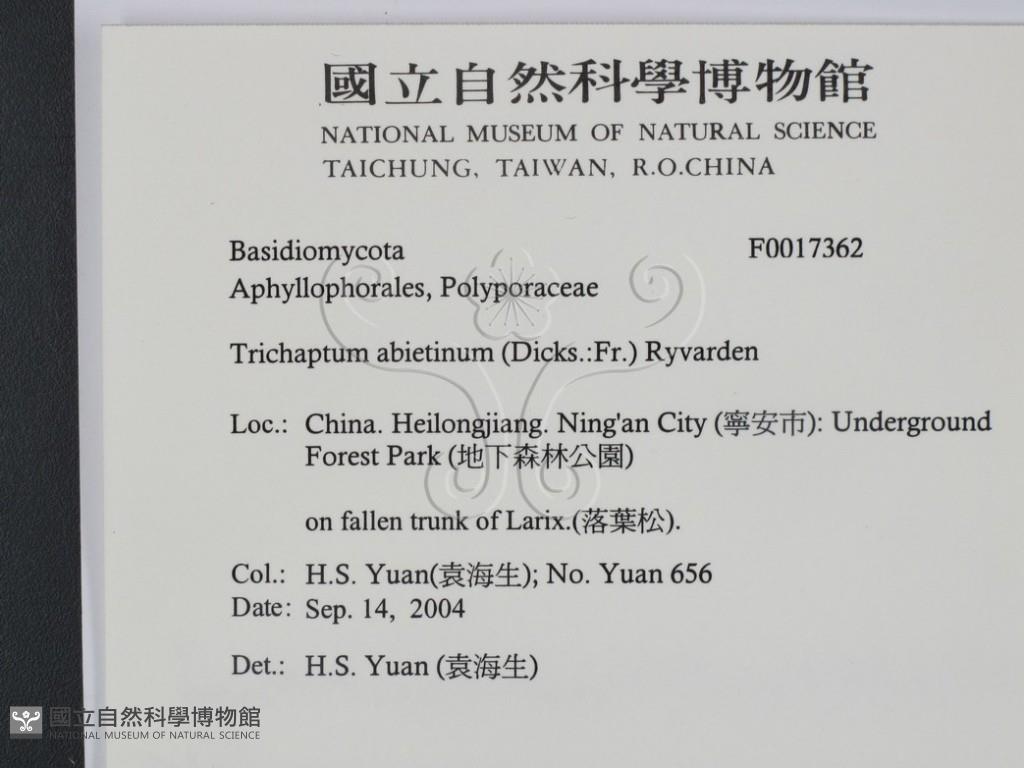 國立自然科學博物館
NATIONAL MUSEUM OF NATURAL SCIENCE
TAICHUNG, TAIWAN, R.O.CHINA
Basidiomycota F0017362
Aphyllophorales, Polyporaceae
Trichaptum abietinum (Dicks.:Fr.) Ryvarden
Loc.: China. Heilongjiang. Ning'an City (寧安市): Underground
Forest Park (地下森林公園)
on fallen trunk of Larix.(落葉松).
Col.: H.S. Yuan(袁海生); No. Yuan 656
Date: Sep. 14, 2004
Det.: H.S. Yuan (袁海生)
國立自然科學博物館
NATIONAL MUSEUM OF NATURAL SCIENCE